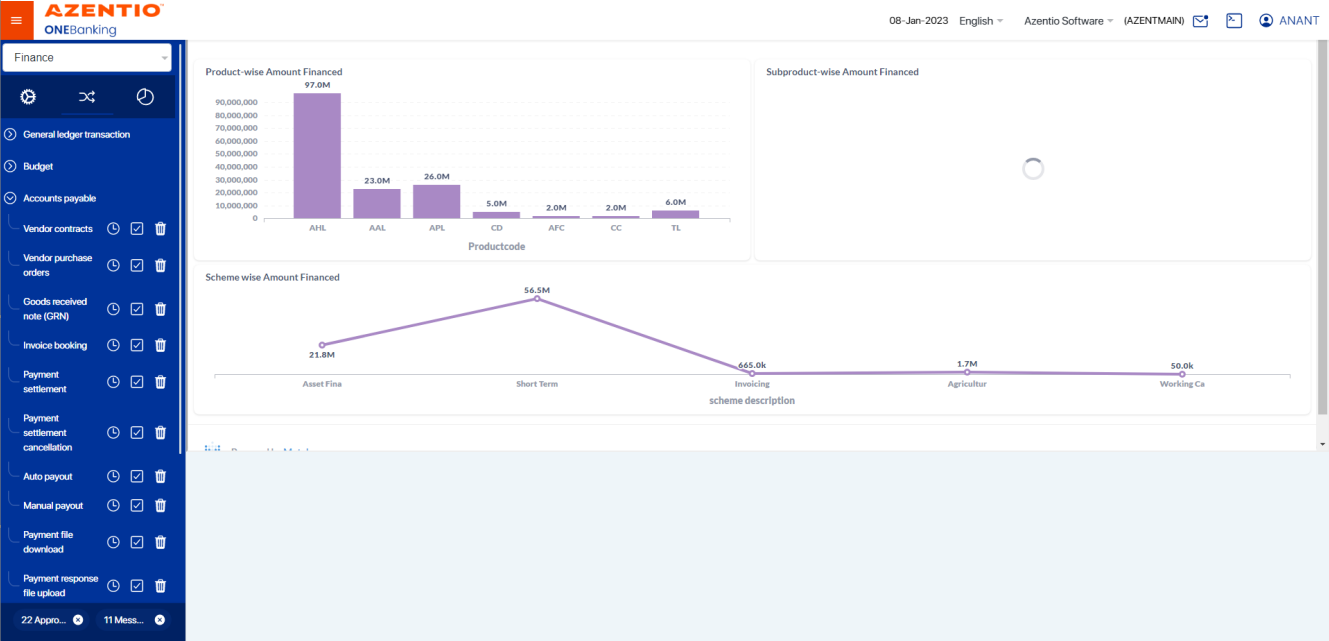 AZENTIO
ONEBanking
08-Jan-2023 English Azentio Software (AZENTMAIN) ANANT
Finance
General ledger transaction
Budget
Accounts payable
Vendor contracts
Vendor purchase
orders
Goods received
note (GRN)
Invoice booking
Payment
settlement
Payment
settlement
cancellation
Auto payout
Manual payout
Payment file
download
Payment response
file upload
22 Appro...
11 Mess...
Product-wise Amount Financed
97.0M
90,000,000
80,000,000
70,000,000
60,000,000
50,000,000
40,000,000
30,000,000
20,000,000
10,000,000
0
23.0M
26.0M
5.0M
2.0M
2.0M
6.0M
AHL AAL APL CD AFC CC TL
Productcode
Subproduct-wise Amount Financed
Scheme wise Amount Financed
56.5M
21.8M
665.0k
1.7M
50.0k
Asset Fina Short Term Invoicing Agricultur Working Ca
scheme description